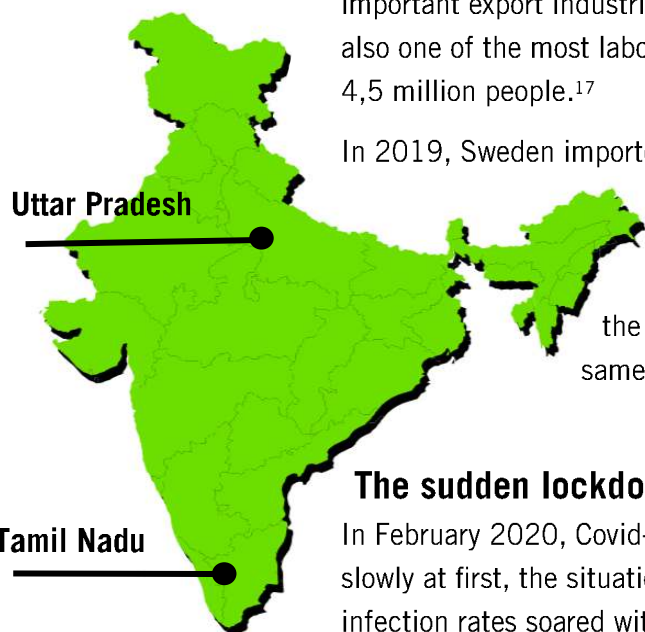 important export industri
also one of the most labo
4,5 million people.17
In 2019, Sweden importe
Uttar Pradesh
the
same
The sudden lockdo
Tamil Nadu
In February 2020, Covid-
slowly at first, the situatio
infection rates soared wit